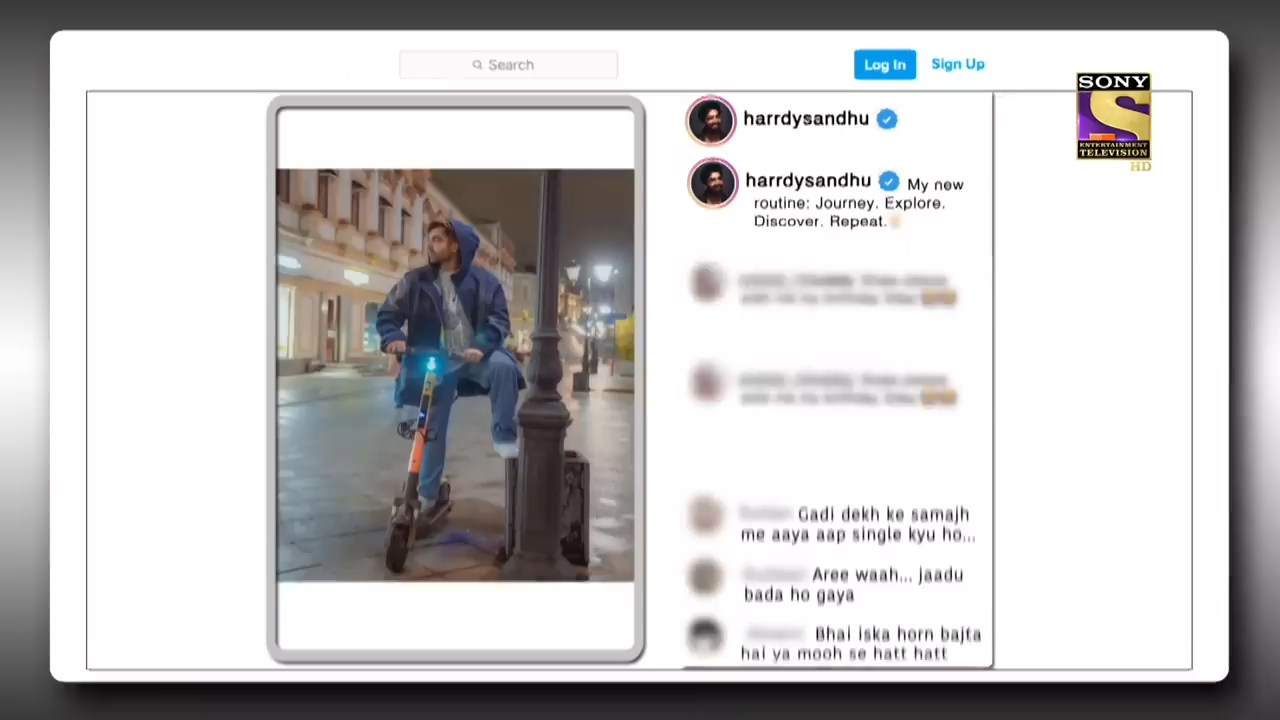 Search
Log In
Sign Up
SONY
ENTERTAINMENT
TELEVISION
HD
harrdysandhu
harrdysandhu My new
routine: Journey. Explore.
Discover. Repeat.
Gadi dekh ke samajh
me aaya aap single kyu ho...
Aree waah... jaadu
bada ho gaya
Bhai iska horn bajta
hai ya mooh se hatt hatt